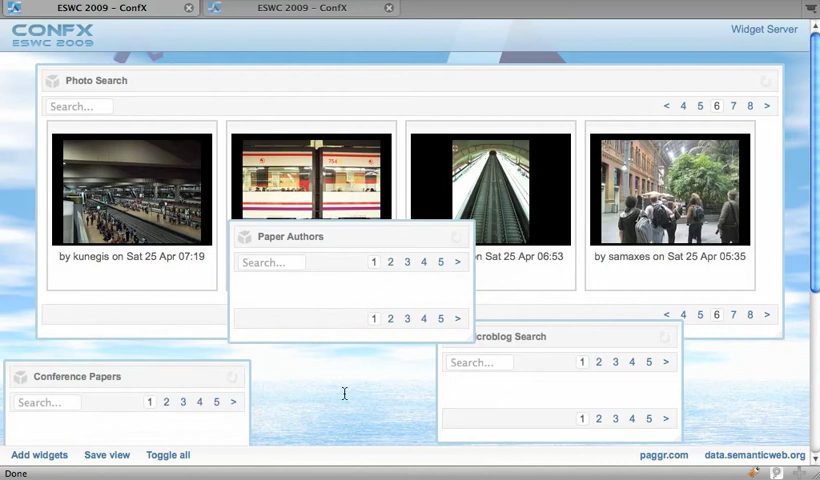 ESWC 2009 - ConfX
ESWC 2009 - ConfX
CONFX
ESWC 2009
Widget Server
Photo Search
Search...
< 4 5 6 7 8 >
754
by kunegis on Sat 25 Apr 07:19
on Sat 25 Apr 06:53
by samaxes on Sat 25 Apr 05:35
Paper Authors
Search...
1 2 3 4 5 >
1 2 3 4 5 >
< 4 5 6 7 8 >
icroblog Search
Search...
1 2 3 4 5 >
1 2 3 4 5 >
Conference Papers
Search...
1 2 3 4 5 >
Add widgets Save view Toggle all
paggr.com data.semanticweb.org
Done